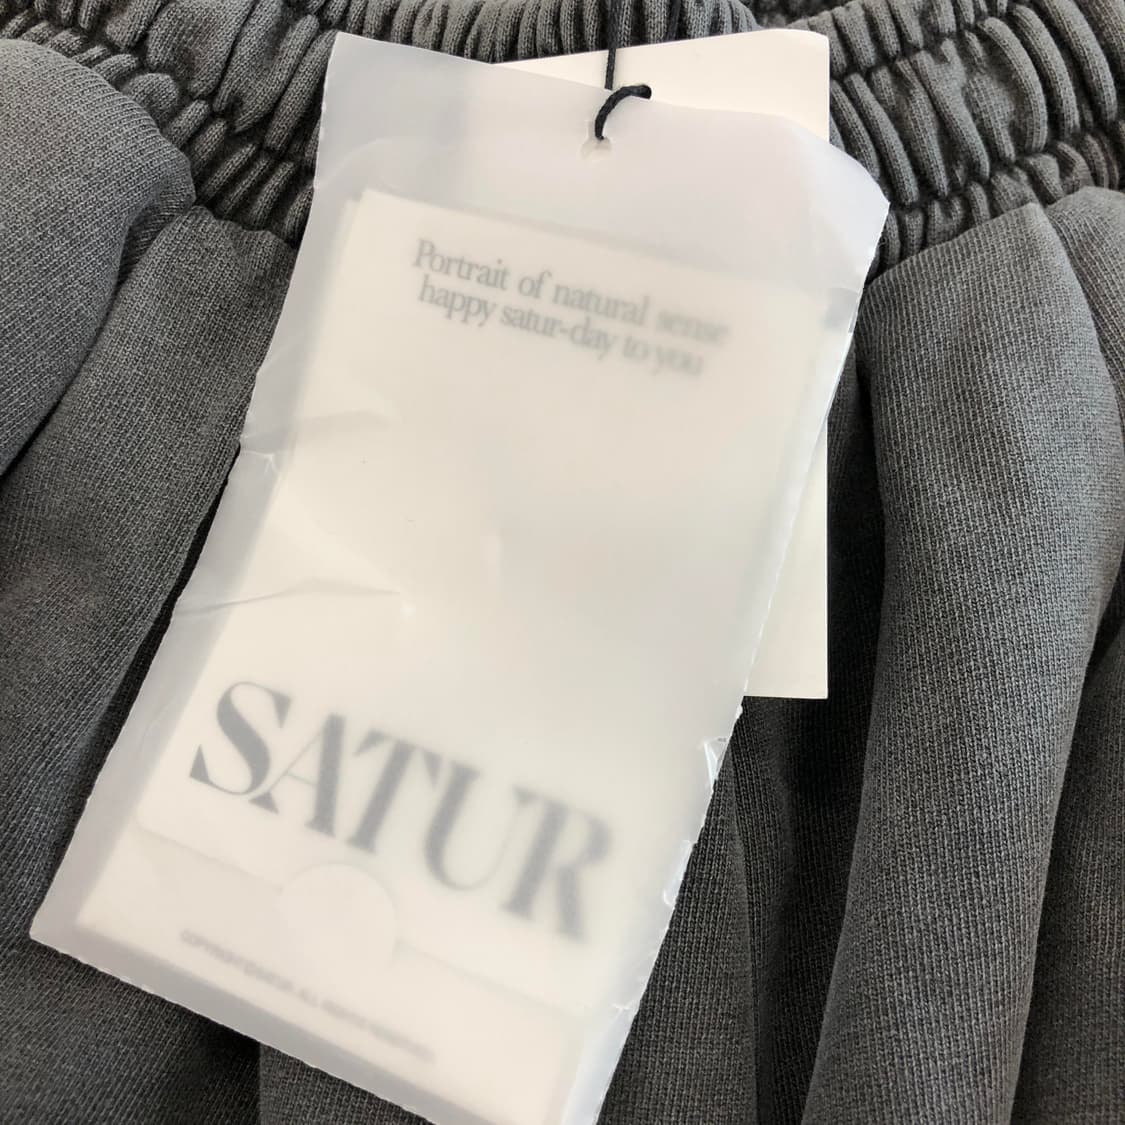 Portrait of natural sense
happy satur-day to you
SATUR